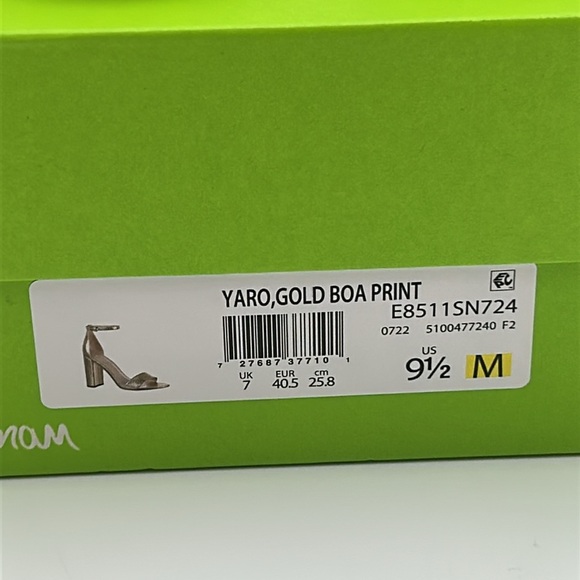 YARO,GOLD BOA PRINT
E8511SN724
0722 5100477240 F2
7 27687 37710 1
UK EUR cm
7 40.5 25.8
US
9½ M